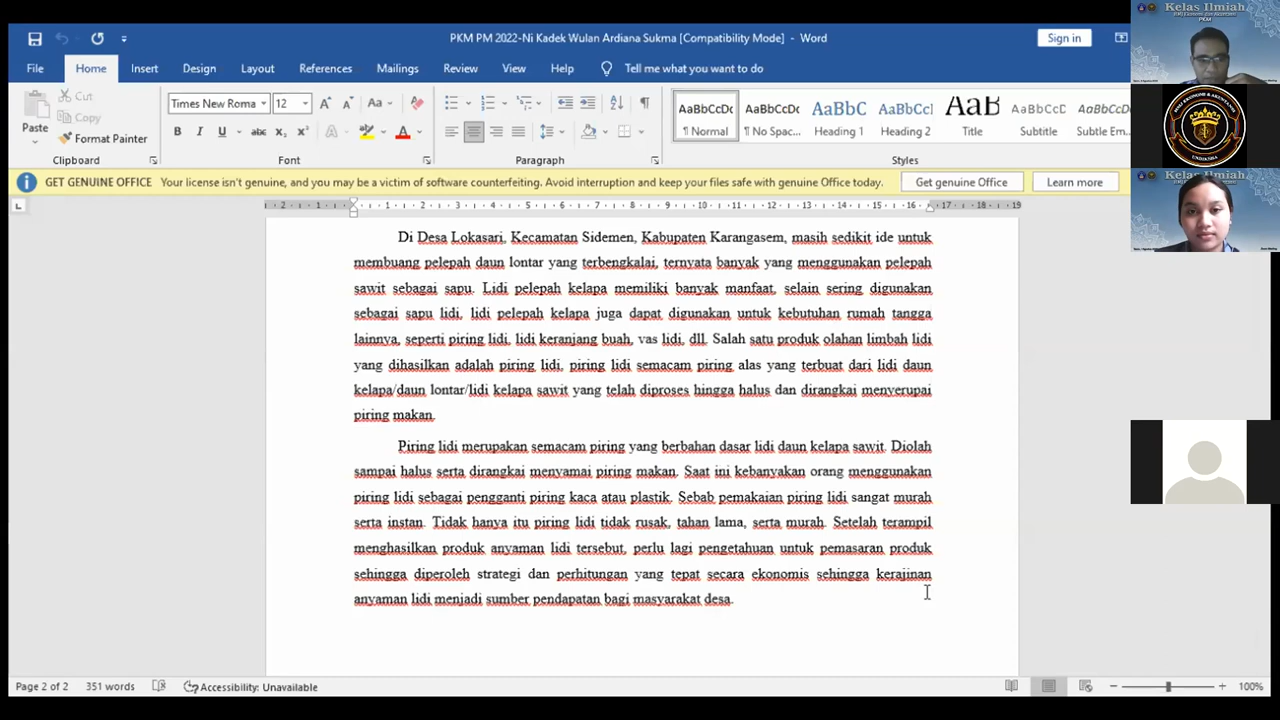 PKM PM 2022-Ni Kadek Wulan Ardiana Sukma [Compatibility Mode] - Word
Sign in
File Home Insert Design Layout References Mailings Review View Help Tell me what you want to do
Paste
Cut
Copy
Format Painter
Times New Roma 12
AaBbCcDc AaBbCcDc AaBbC AaBbCcL AaB AaBbCcD AaBbCcD
¶ Normal ¶ No Spac... Heading 1 Heading 2 Title Subtitle Subtle Em...
Clipboard Font Paragraph Styles
GET GENUINE OFFICE Your license isn't genuine, and you may be a victim of software counterfeiting. Avoid interruption and keep your files safe with genuine Office today. Get genuine Office Learn more
Di Desa Lokasari, Kecamatan Sidemen, Kabupaten Karangasem, masih sedikit ide untuk
membuang pelepah daun lontar yang terbengkalai, ternyata banyak yang menggunakan pelepah
sawit sebagai sapu. Lidi pelepah kelapa memiliki banyak manfaat, selain sering digunakan
sebagai sapu lidi, lidi pelepah kelapa juga dapat digunakan untuk kebutuhan rumah tangga
lainnya, seperti piring lidi, lidi keranjang buah, vas lidi, dll. Salah satu produk olahan limbah lidi
yang dihasilkan adalah piring lidi, piring lidi semacam piring alas yang terbuat dari lidi daun
kelapa/daun lontar/lidi kelapa sawit yang telah diproses hingga halus dan dirangkai menyerupai
piring makan.
Piring lidi merupakan semacam piring yang berbahan dasar lidi daun kelapa sawit. Diolah
sampai halus serta dirangkai menyamai piring makan. Saat ini kebanyakan orang menggunakan
piring lidi sebagai pengganti piring kaca atau plastik. Sebab pemakaian piring lidi sangat murah
serta instan. Tidak hanya itu piring lidi tidak rusak, tahan lama, serta murah. Setelah terampil
menghasilkan produk anyaman lidi tersebut, perlu lagi pengetahuan untuk pemasaran produk
sehingga diperoleh strategi dan perhitungan yang tepat secara ekonomis sehingga kerajinan
anyaman lidi menjadi sumber pendapatan bagi masyarakat desa.
Page 2 of 2 351 words Accessibility: Unavailable 100%
Kelas Ilmiah
PKM
HMJ EKONOMI & AKUNTANSI
UNDIKSHA
Kelas Ilmiah